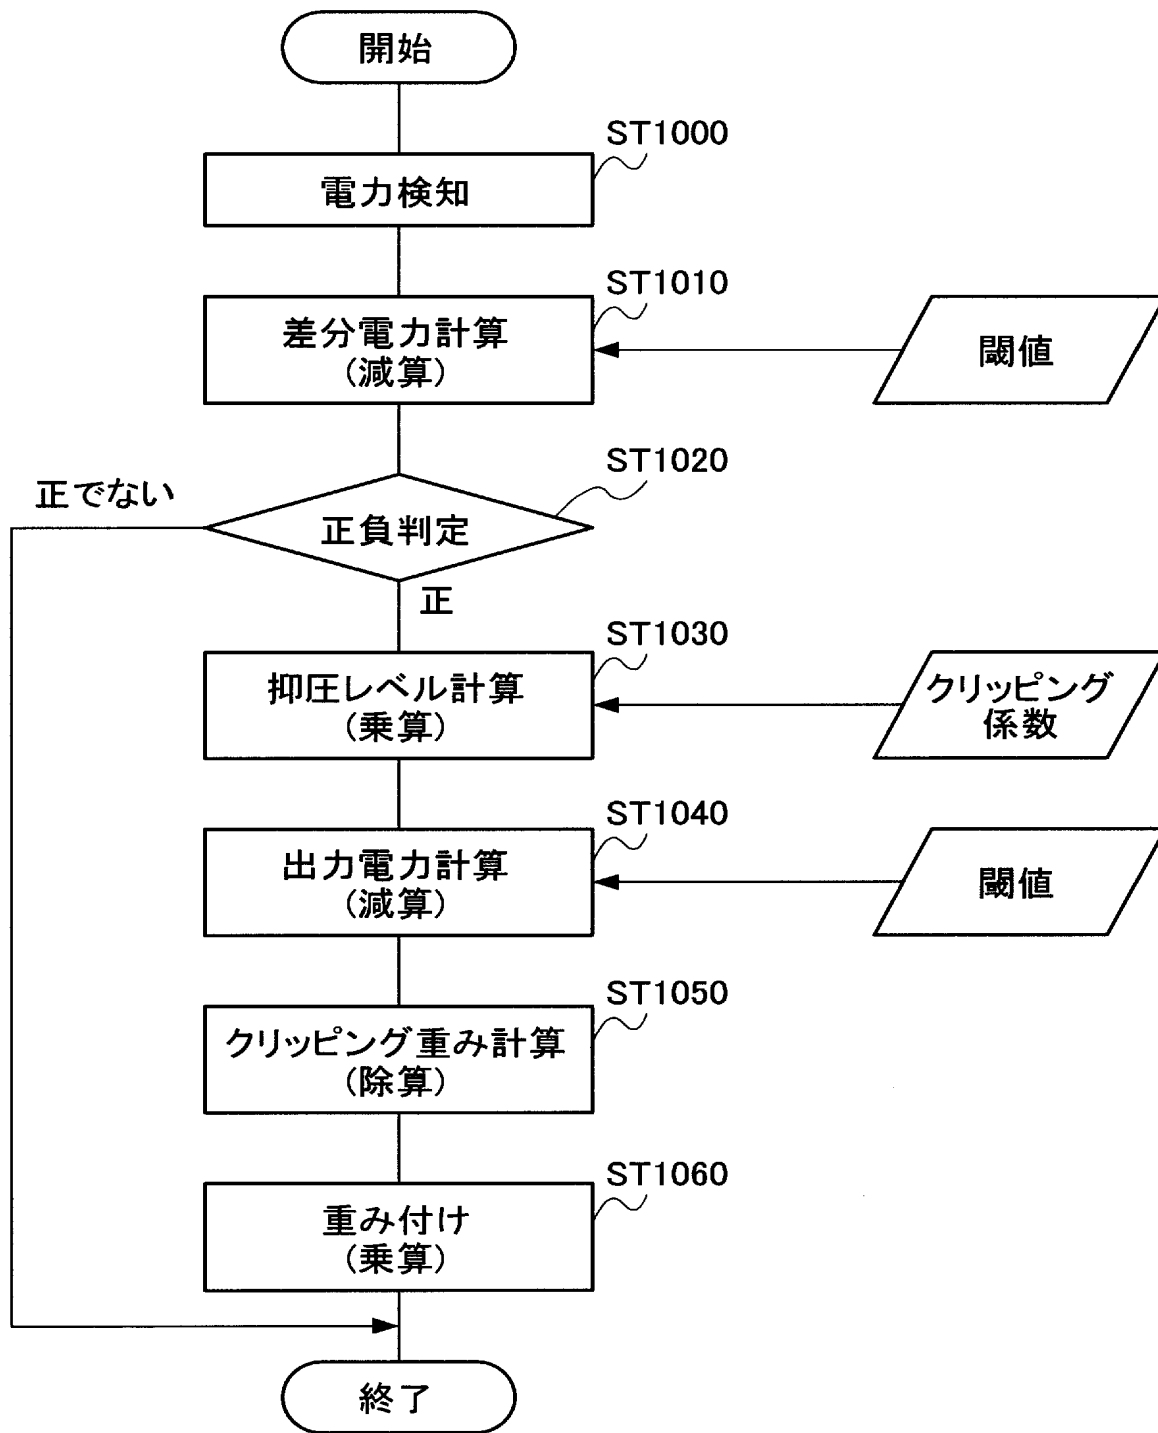 開始
ST1000
電力検知
ST1010
差分電力計算
(減算)
閾値
ST1020
正でない
正負判定
正
ST1030
抑圧レベル計算
(乗算)
クリッピング
係数
ST1040
出力電力計算
(減算)
閾値
ST1050
クリッピング重み計算
(除算)
ST1060
重み付け
(乗算)
終了